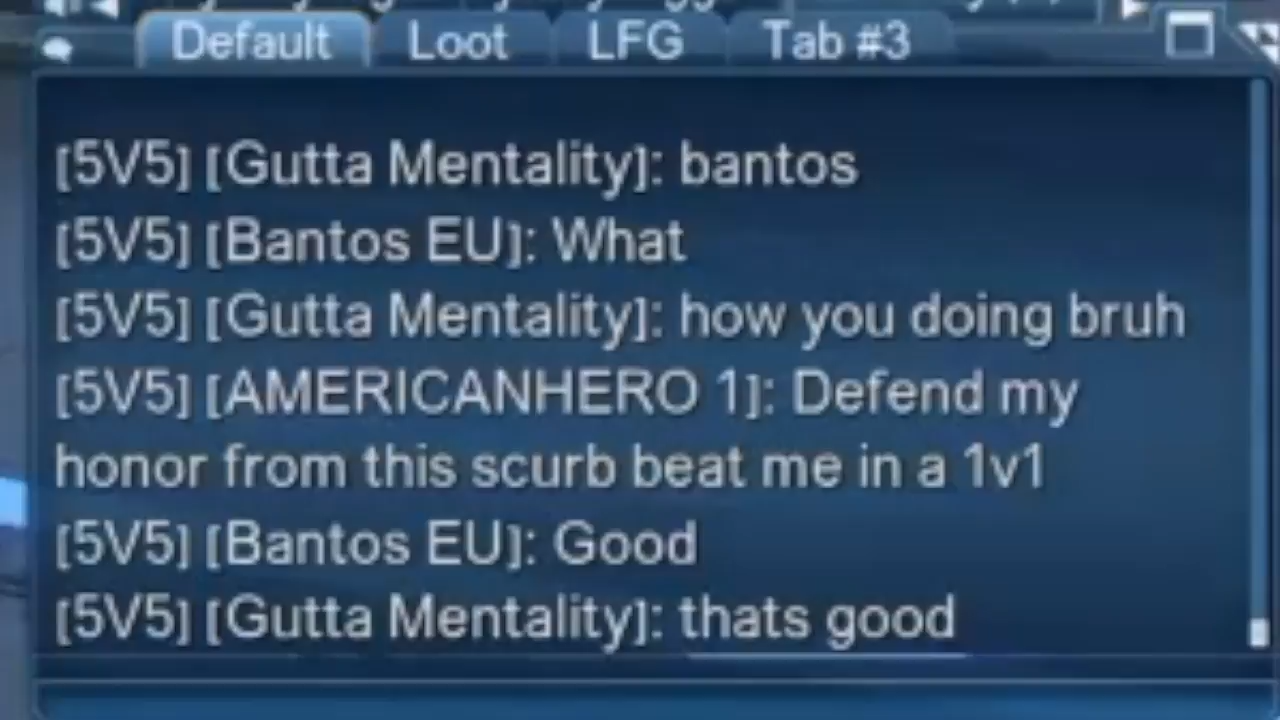 Default Loot LFG Tab #3
[5V5] [Gutta Mentality]: bantos
[5V5] [Bantos EU]: What
[5V5] [Gutta Mentality]: how you doing bruh
[5V5] [AMERICANHERO 1]: Defend my
honor from this scurb beat me in a 1v1
[5V5] [Bantos EU]: Good
[5V5] [Gutta Mentality]: thats good